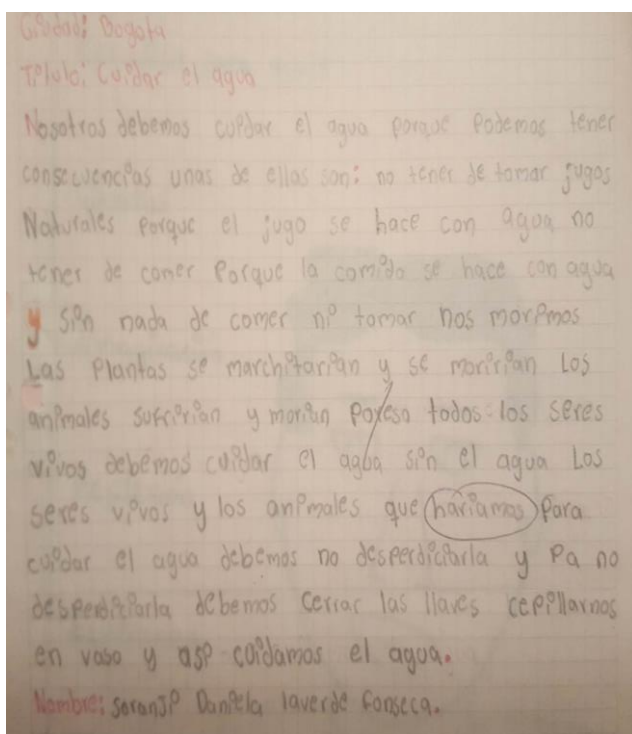 Ciudad: Bogota
Titulo: Cuidar el agua
Nosotros debemos cuidar el agua porque Podemos tener
consecuencias unas de ellas son: no tener de tomar jugos
Naturales Porque el jugo se hace con agua no
tener de comer Porque la comida se hace con agua
y sin nada de comer ni tomar nos morimos
Las Plantas se marchitarian y se moririan Los
animales sufririan y morian Por eso todos los seres
vivos debemos cuidar el agua sin el agua Los
seres vivos y los animales que hariamos Para
cuidar el agua debemos no desperdiciarla y Pa no
desperdiciarla debemos cerrar las llaves cepillarnos
en vaso y asi cuidamos el agua.
Nombre: Soranji Daniela laverde fonseca.